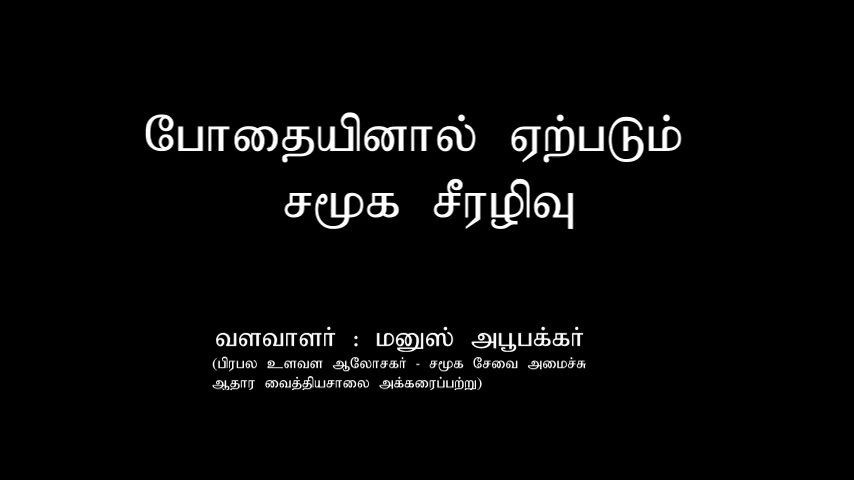 போதையினால் ஏற்படும்
சமூக சீரழிவு
வளவாளர் : மனுஸ் அபூபக்கர்
(பிரபல உளவள ஆலோசகர் - சமூக சேவை அமைச்சு
ஆதார வைத்தியசாலை அக்கரைப்பற்று)